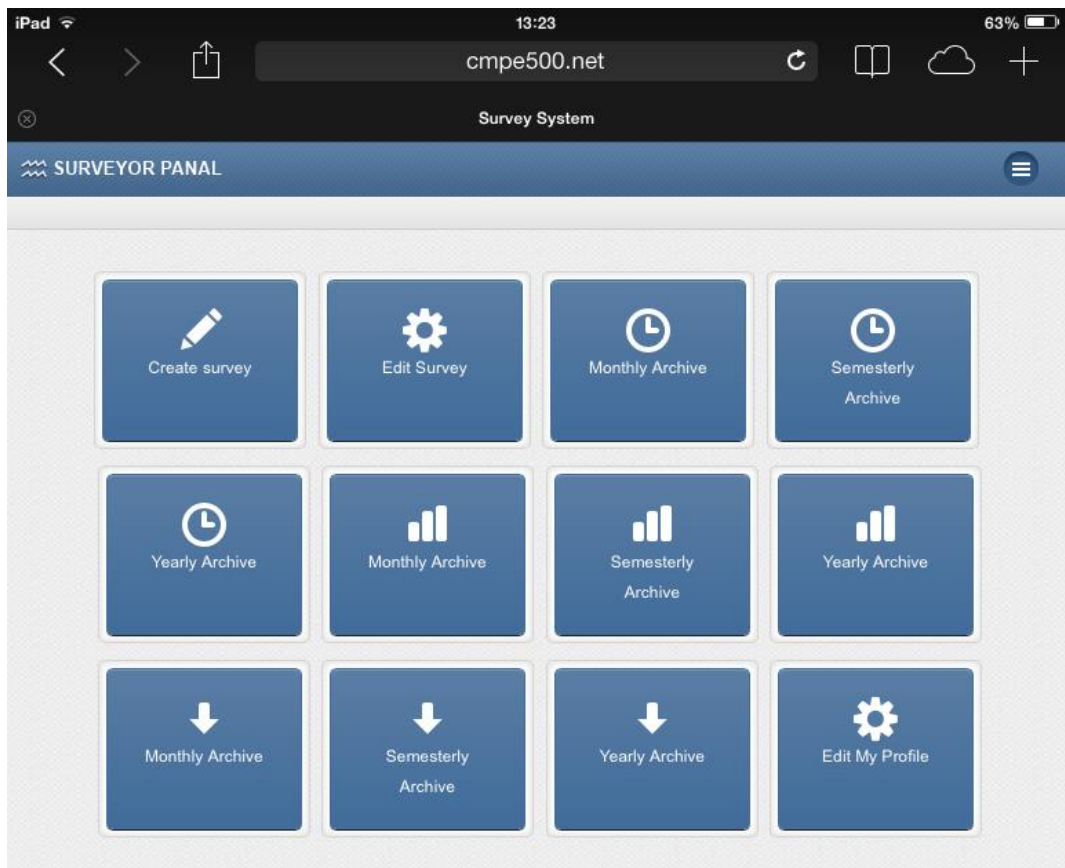 iPad 13:23 63%
cmpe500.net
Survey System
SURVEYOR PANAL
Create survey
Edit Survey
Monthly Archive
Semesterly
Archive
Yearly Archive
Monthly Archive
Semesterly
Archive
Yearly Archive
Monthly Archive
Semesterly
Archive
Yearly Archive
Edit My Profile